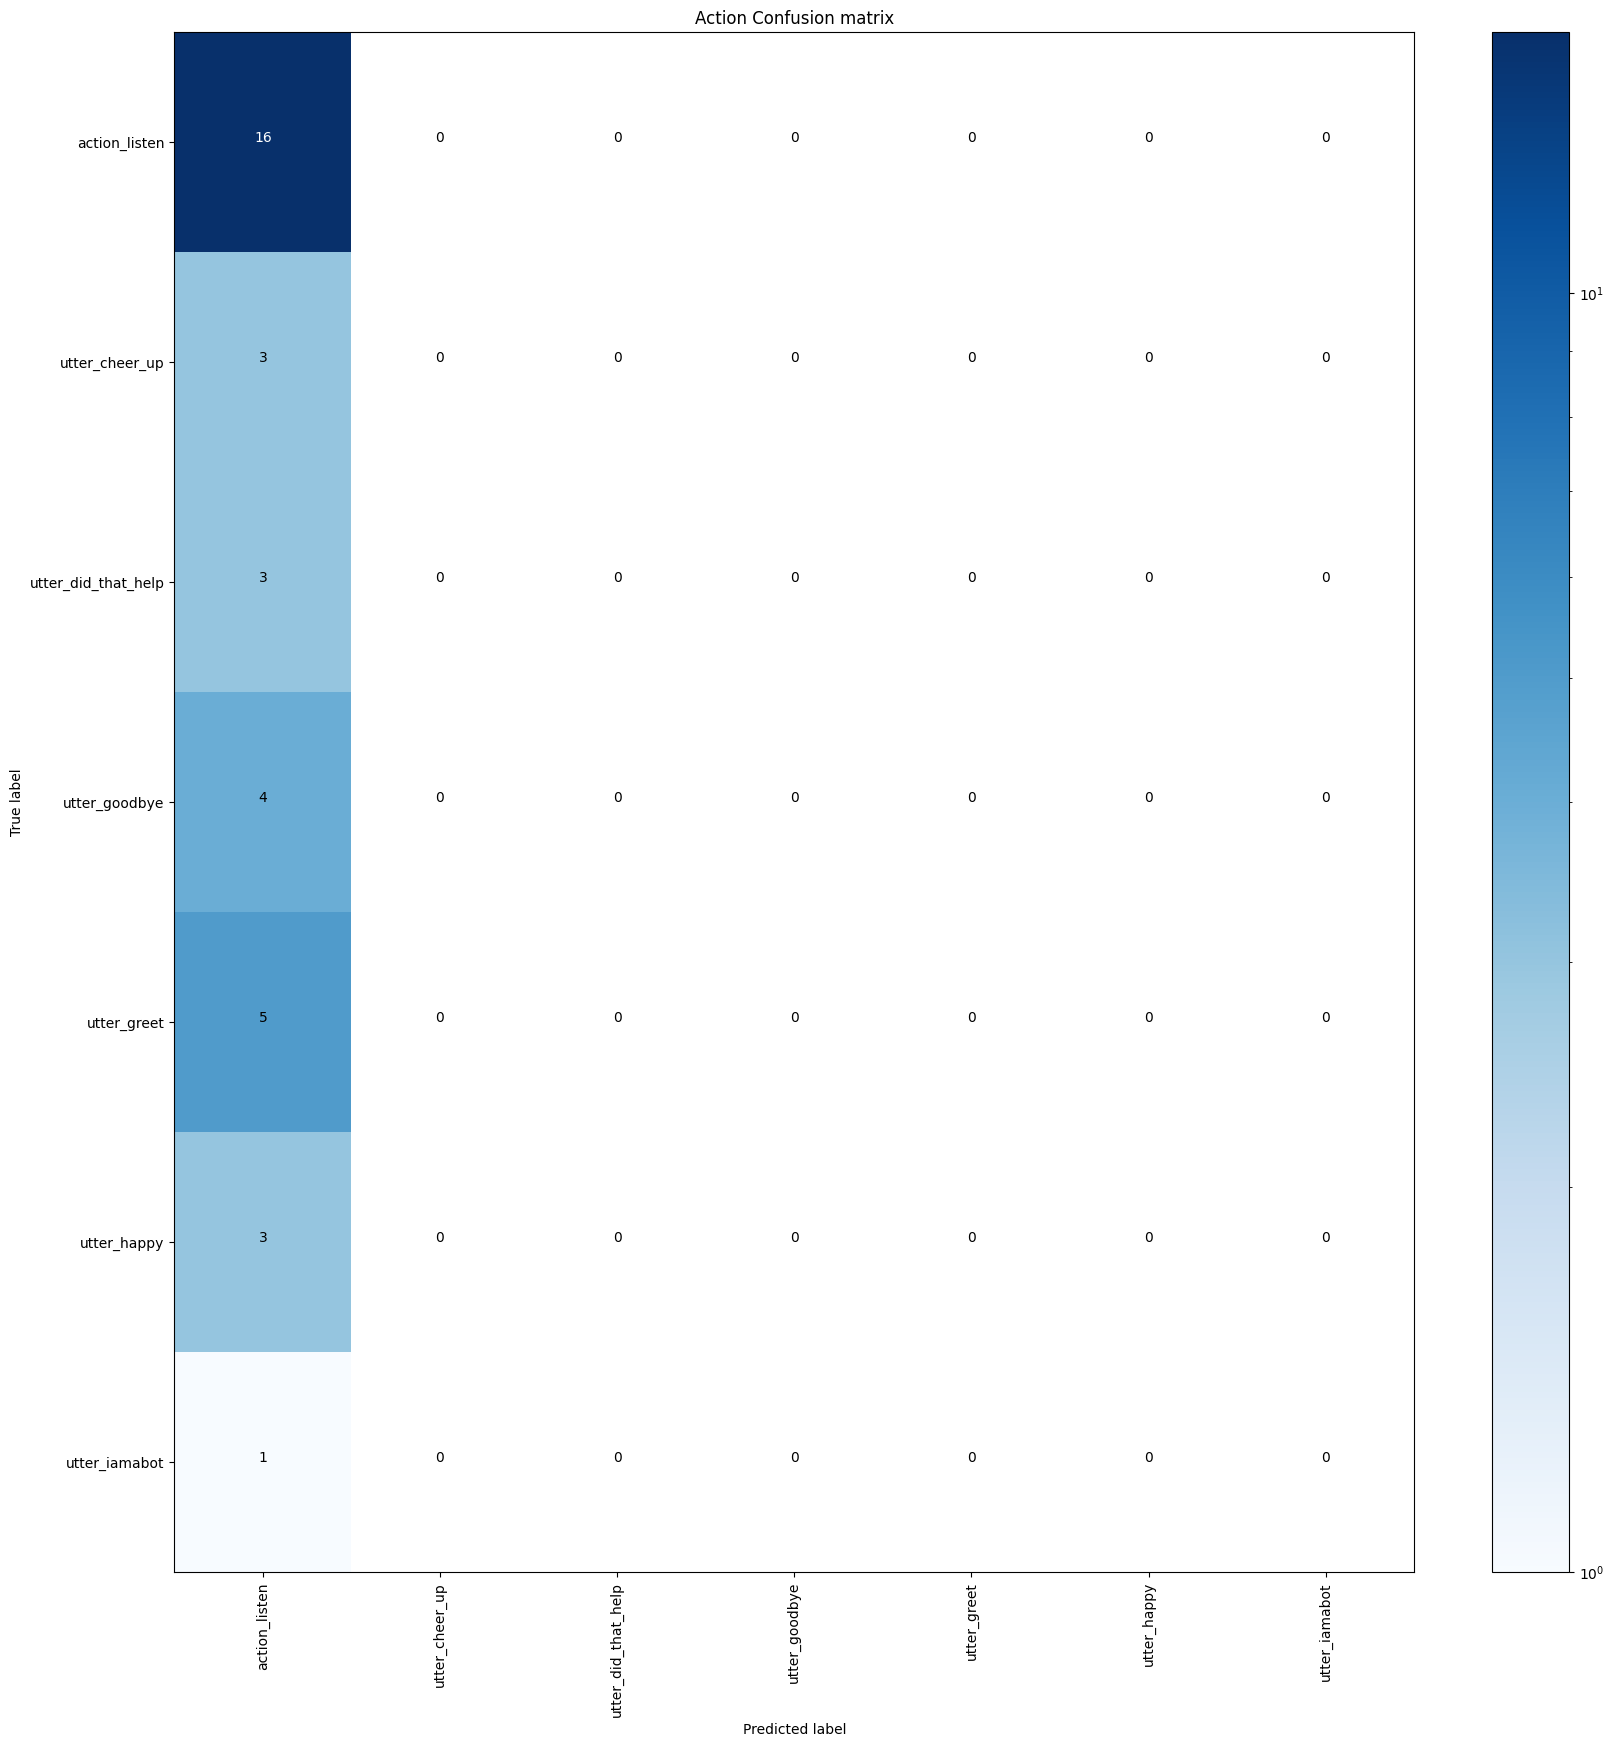 Action Confusion matrix
action_listen 16 0 0 0 0 0 0
utter_cheer_up 3 0 0 0 0 0 0
utter_did_that_help 3 0 0 0 0 0 0
utter_goodbye 4 0 0 0 0 0 0
utter_greet 5 0 0 0 0 0 0
utter_happy 3 0 0 0 0 0 0
utter_iamabot 1 0 0 0 0 0 0
True label
action_listen
utter_cheer_up
utter_did_that_help
utter_goodbye
utter_greet
utter_happy
utter_iamabot
Predicted label
10¹
10⁰